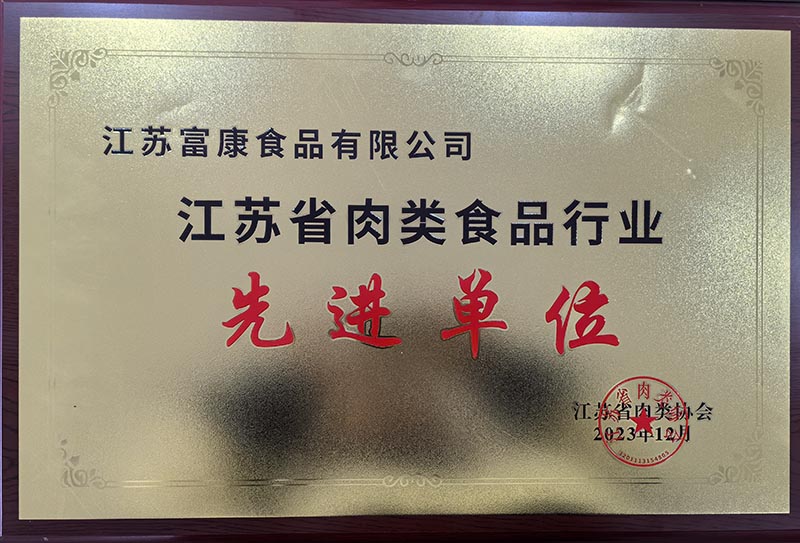 江苏富康食品有限公司
江苏省肉类食品行业
先进单位
江苏省肉类协会
2023年12月
3201113154803